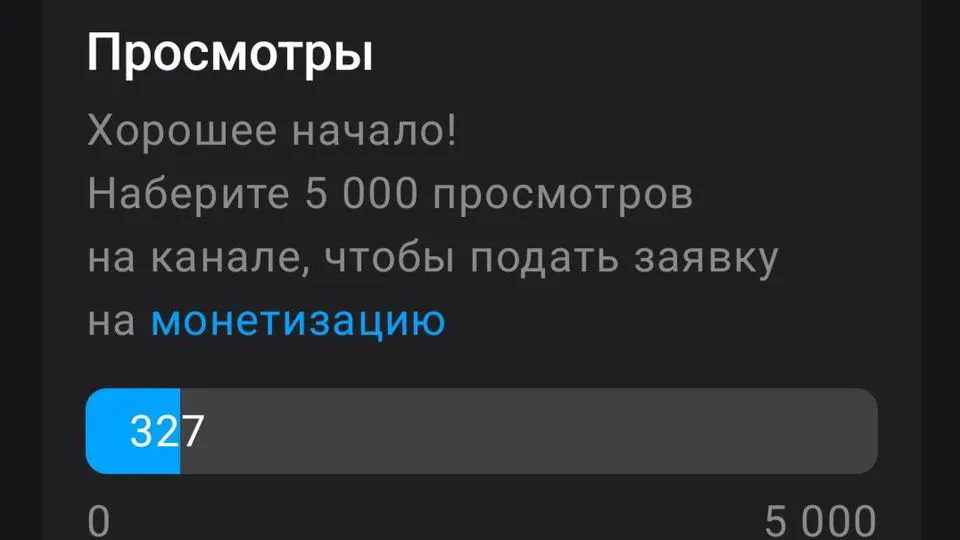 Просмотры
Хорошее начало!
Наберите 5 000 просмотров
на канале, чтобы подать заявку
на монетизацию
327
0
5 000